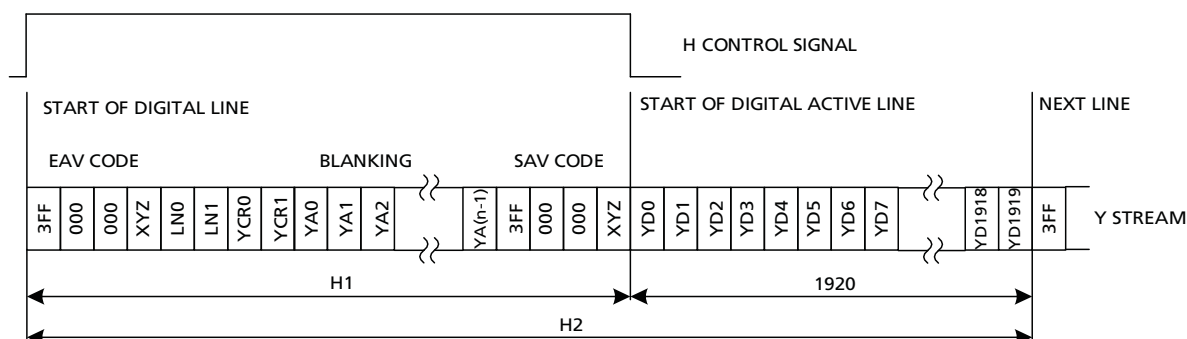 H CONTROL SIGNAL
START OF DIGITAL LINE
START OF DIGITAL ACTIVE LINE
NEXT LINE
EAV CODE
BLANKING
SAV CODE
3FF 000 000 XYZ LN0 LN1 YCR0 YCR1 YA0 YA1 YA2 YA(n-1) 3FF 000 000 XYZ YD0 YD1 YD2 YD3 YD4 YD5 YD6 YD7 YD1918 YD1919 3FF
Y STREAM
H1
1920
H2